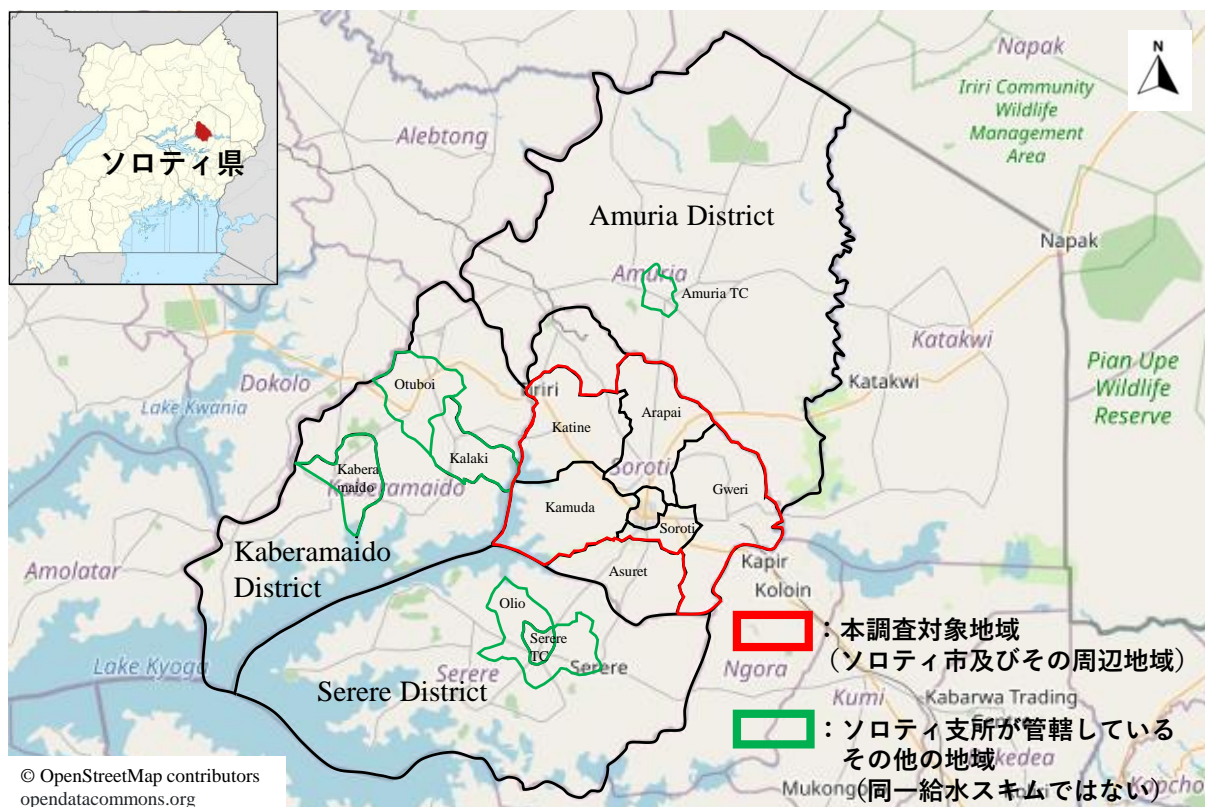 ソロティ県
N
Napak
Iriri Community
Wildlife
Management
Area
Alebtong
Amuria District
Napak
Amuria
Amuria TC
Katakwi
Dokolo
Otuboi
Lake Kwania
Katakwi
Pian Upe
Wildlife
Reserve
Katine
Arapai
Kalaki
Soroti
Kabera
maido
Kaberamaido
Gweri
Kamuda
Soroti
Kaberamaido
District
Amolatar
Asuret
Kapir
Koloin
Olio
Serere
TC
Serere
Serere
Lake Kyoga
Serere District
Ngora
Kumi
Kabarwa Trading
:本調査対象地域
(ソロティ市及びその周辺地域)
:ソロティ支所が管轄している
その他の地域
(同一給水スキムではない)
Mukongo
© OpenStreetMap contributors
opendatacommons.org